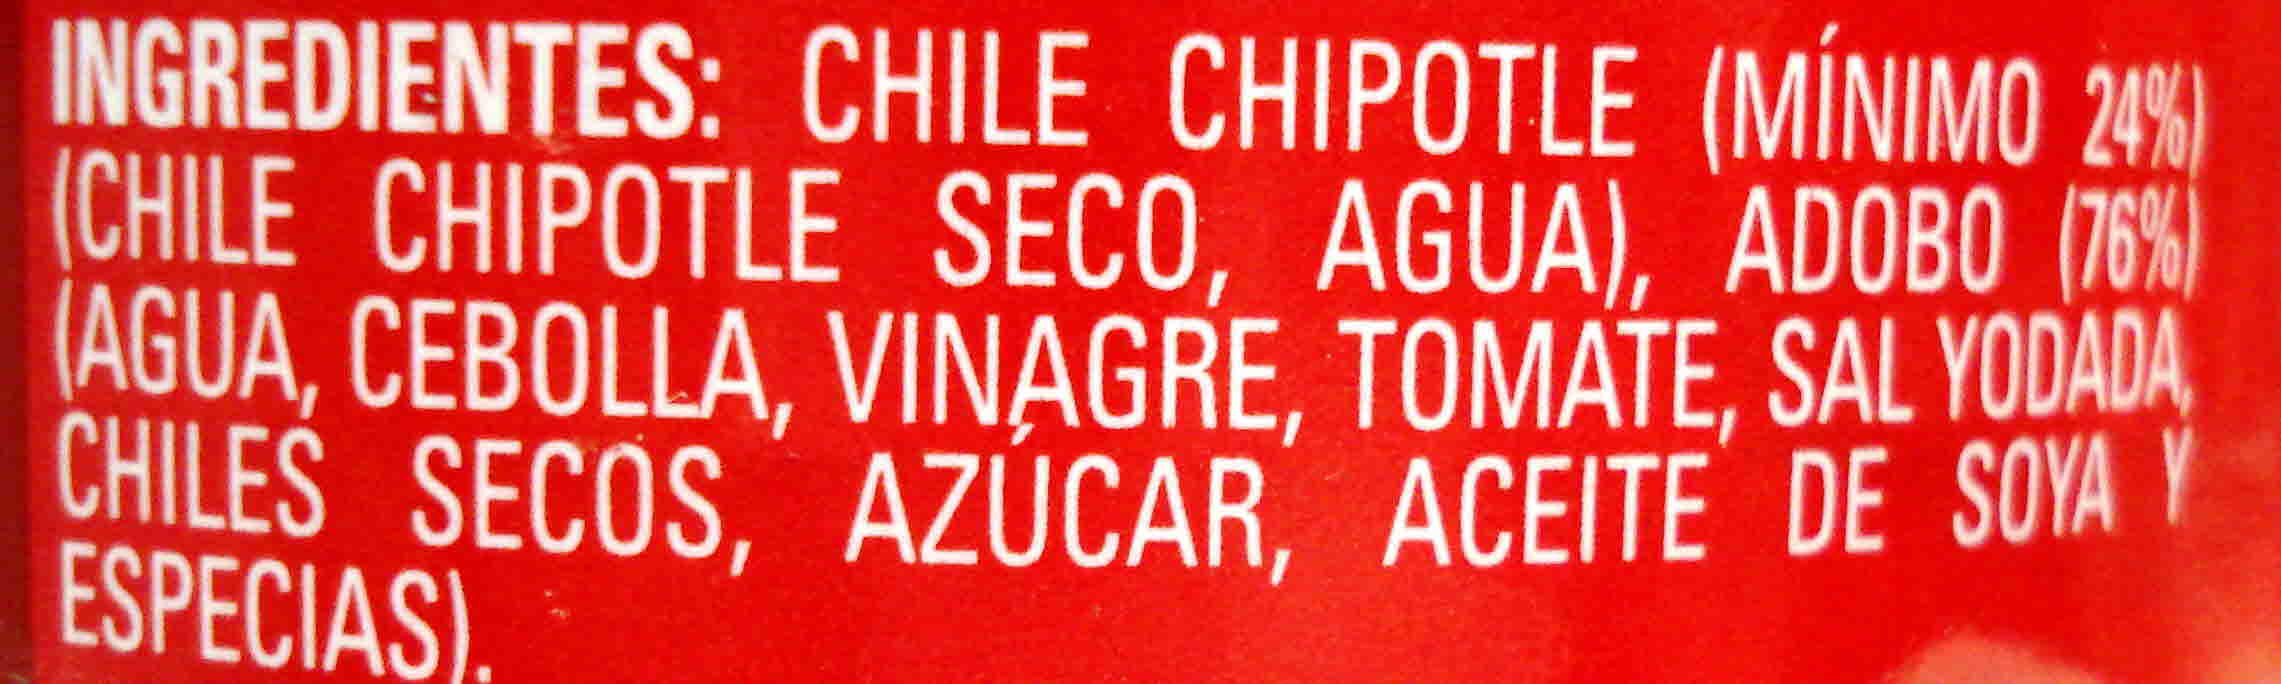 INGREDIENTES: CHILE CHIPOTLE (MÍNIMO 24%)
(CHILE CHIPOTLE SECO, AGUA), ADOBO (76%)
(AGUA, CEBOLLA, VINAGRE, TOMATE, SAL YODADA,
CHILES SECOS, AZÚCAR, ACEITE DE SOYA Y
ESPECIAS).